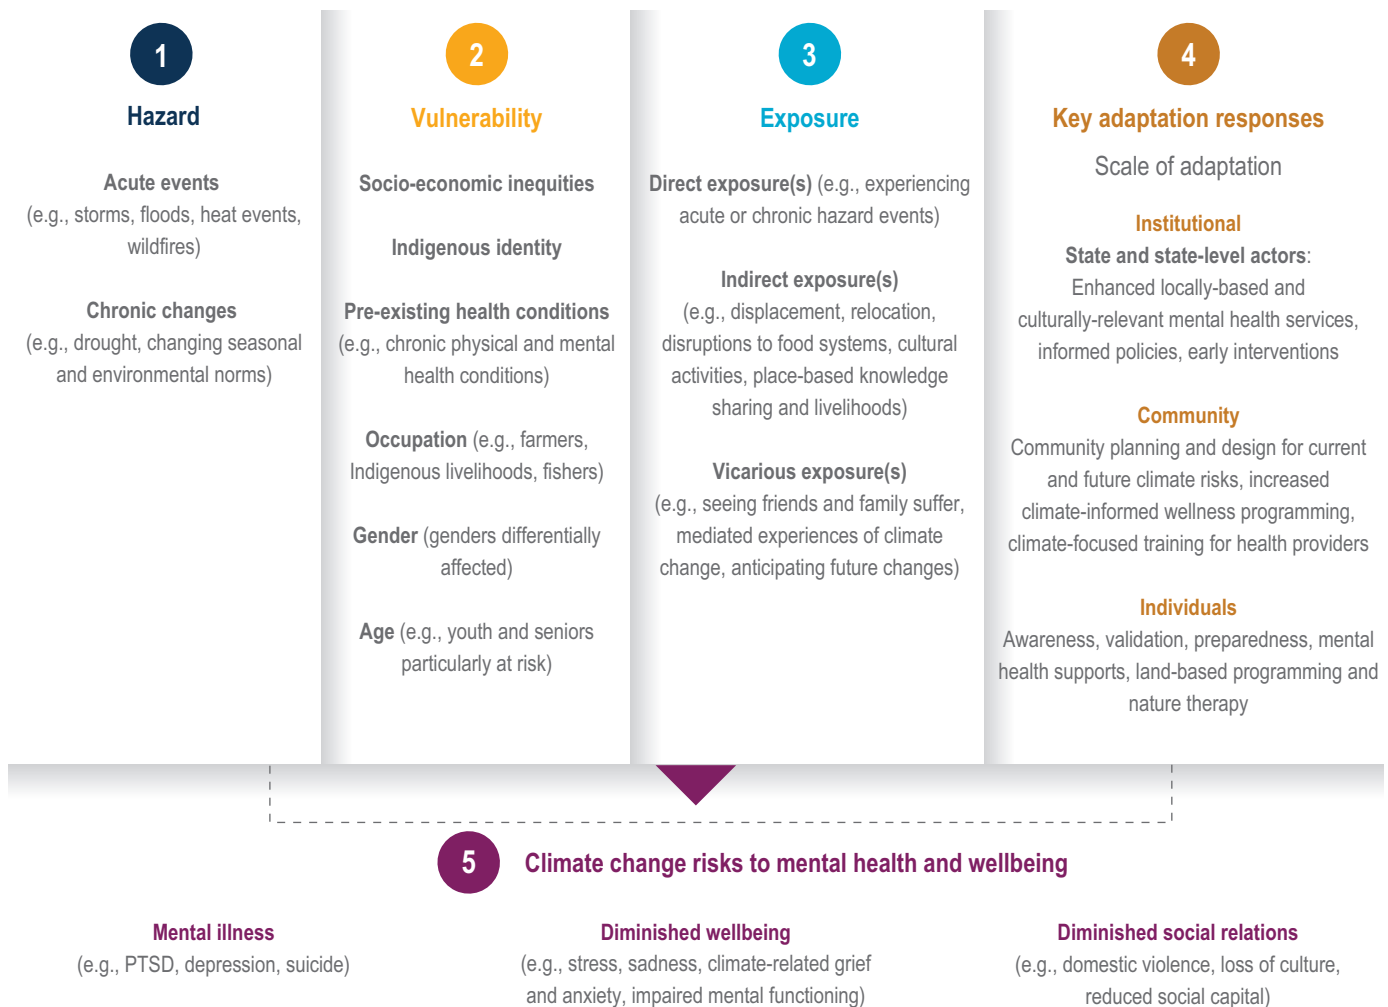 1
Hazard
Acute events
(e.g., storms, floods, heat events,
wildfires)
Chronic changes
(e.g., drought, changing seasonal
and environmental norms)
2
Vulnerability
Socio-economic inequities
Indigenous identity
Pre-existing health conditions
(e.g., chronic physical and mental
health conditions)
Occupation (e.g., farmers,
Indigenous livelihoods, fishers)
Gender (genders differentially
affected)
Age (e.g., youth and seniors
particularly at risk)
3
Exposure
Direct exposure(s) (e.g., experiencing
acute or chronic hazard events)
Indirect exposure(s)
(e.g., displacement, relocation,
disruptions to food systems, cultural
activities, place-based knowledge
sharing and livelihoods)
Vicarious exposure(s)
(e.g., seeing friends and family suffer,
mediated experiences of climate
change, anticipating future changes)
4
Key adaptation responses
Scale of adaptation
Institutional
State and state-level actors:
Enhanced locally-based and
culturally-relevant mental health services,
informed policies, early interventions
Community
Community planning and design for current
and future climate risks, increased
climate-informed wellness programming,
climate-focused training for health providers
Individuals
Awareness, validation, preparedness, mental
health supports, land-based programming and
nature therapy
5
Climate change risks to mental health and wellbeing
Mental illness
(e.g., PTSD, depression, suicide)
Diminished wellbeing
(e.g., stress, sadness, climate-related grief
and anxiety, impaired mental functioning)
Diminished social relations
(e.g., domestic violence, loss of culture,
reduced social capital)